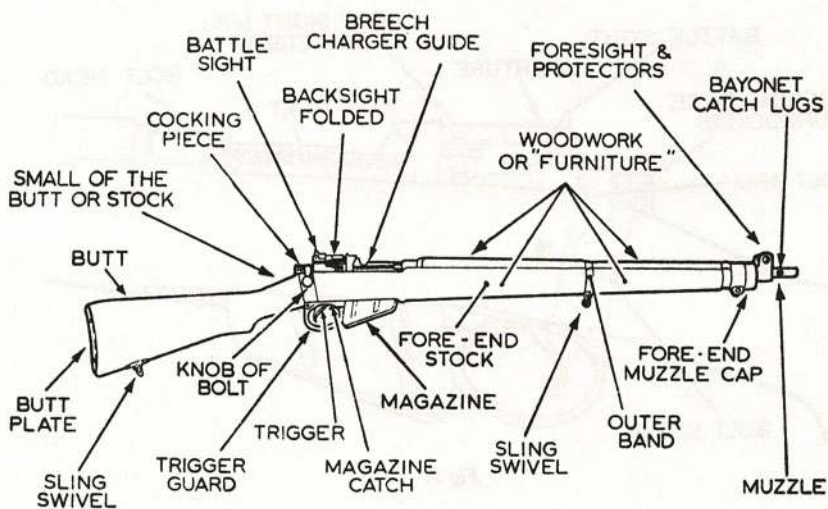 BREECH
CHARGER GUIDE
BATTLE
SIGHT
FORESIGHT &
PROTECTORS
BAYONET
CATCH LUGS
BACKSIGHT
FOLDED
COCKING
PIECE
WOODWORK
OR "FURNITURE"
SMALL OF THE
BUTT OR STOCK
BUTT
FORE-END
STOCK
FORE-END
MUZZLE CAP
KNOB OF
BOLT
MAGAZINE
BUTT
PLATE
TRIGGER
OUTER
BAND
SLING
SWIVEL
TRIGGER
GUARD
MAGAZINE
CATCH
SLING
SWIVEL
MUZZLE